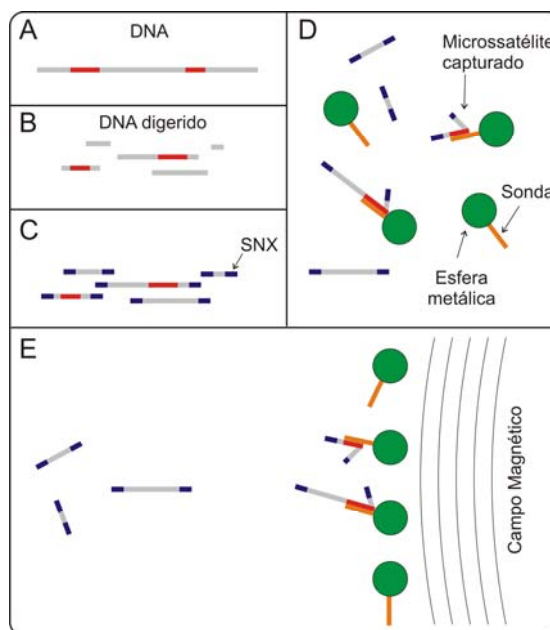 A
DNA
B
DNA digerido
C
SNX
D
Microssatélite
capturado
Sonda
Esfera
metálica
E
Campo Magnético